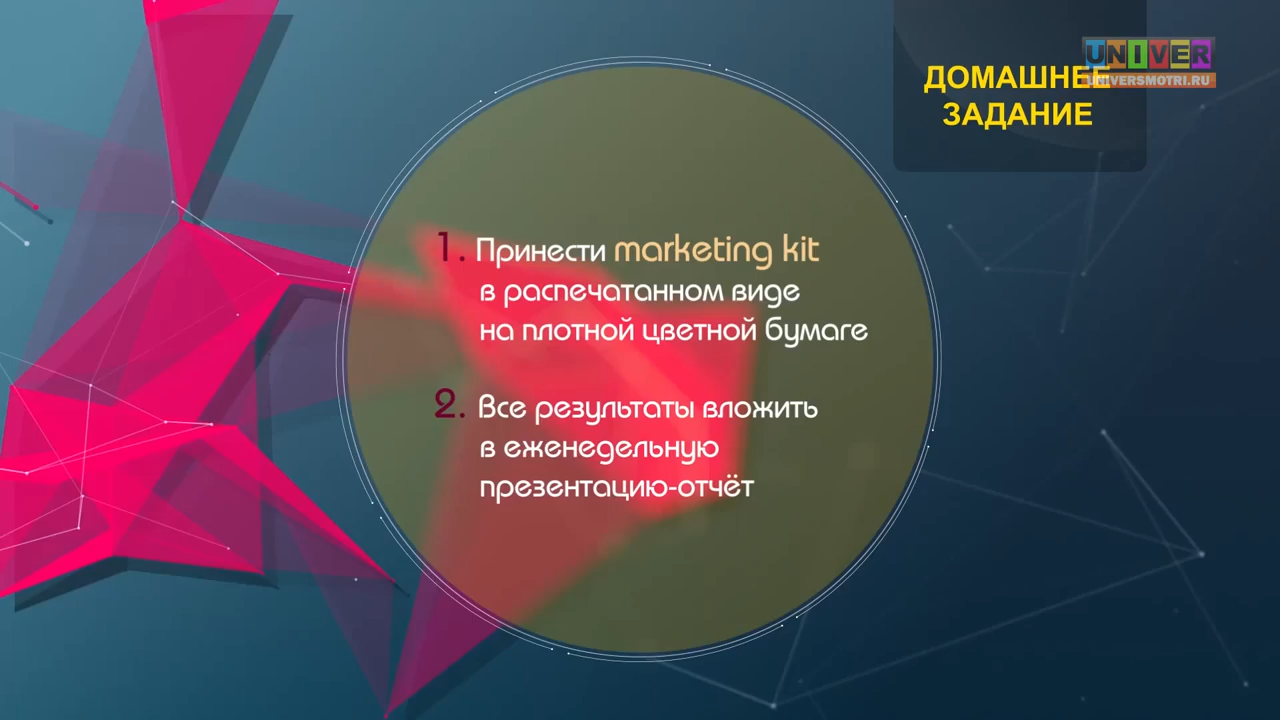 UNIVER
UNIVERSMOTRI.RU
ДОМАШНЕЕ
ЗАДАНИЕ
1. Принести marketing kit
в распечатанном виде
на плотной цветной бумаге
2. Все результаты вложить
в еженедельную
презентацию-отчёт